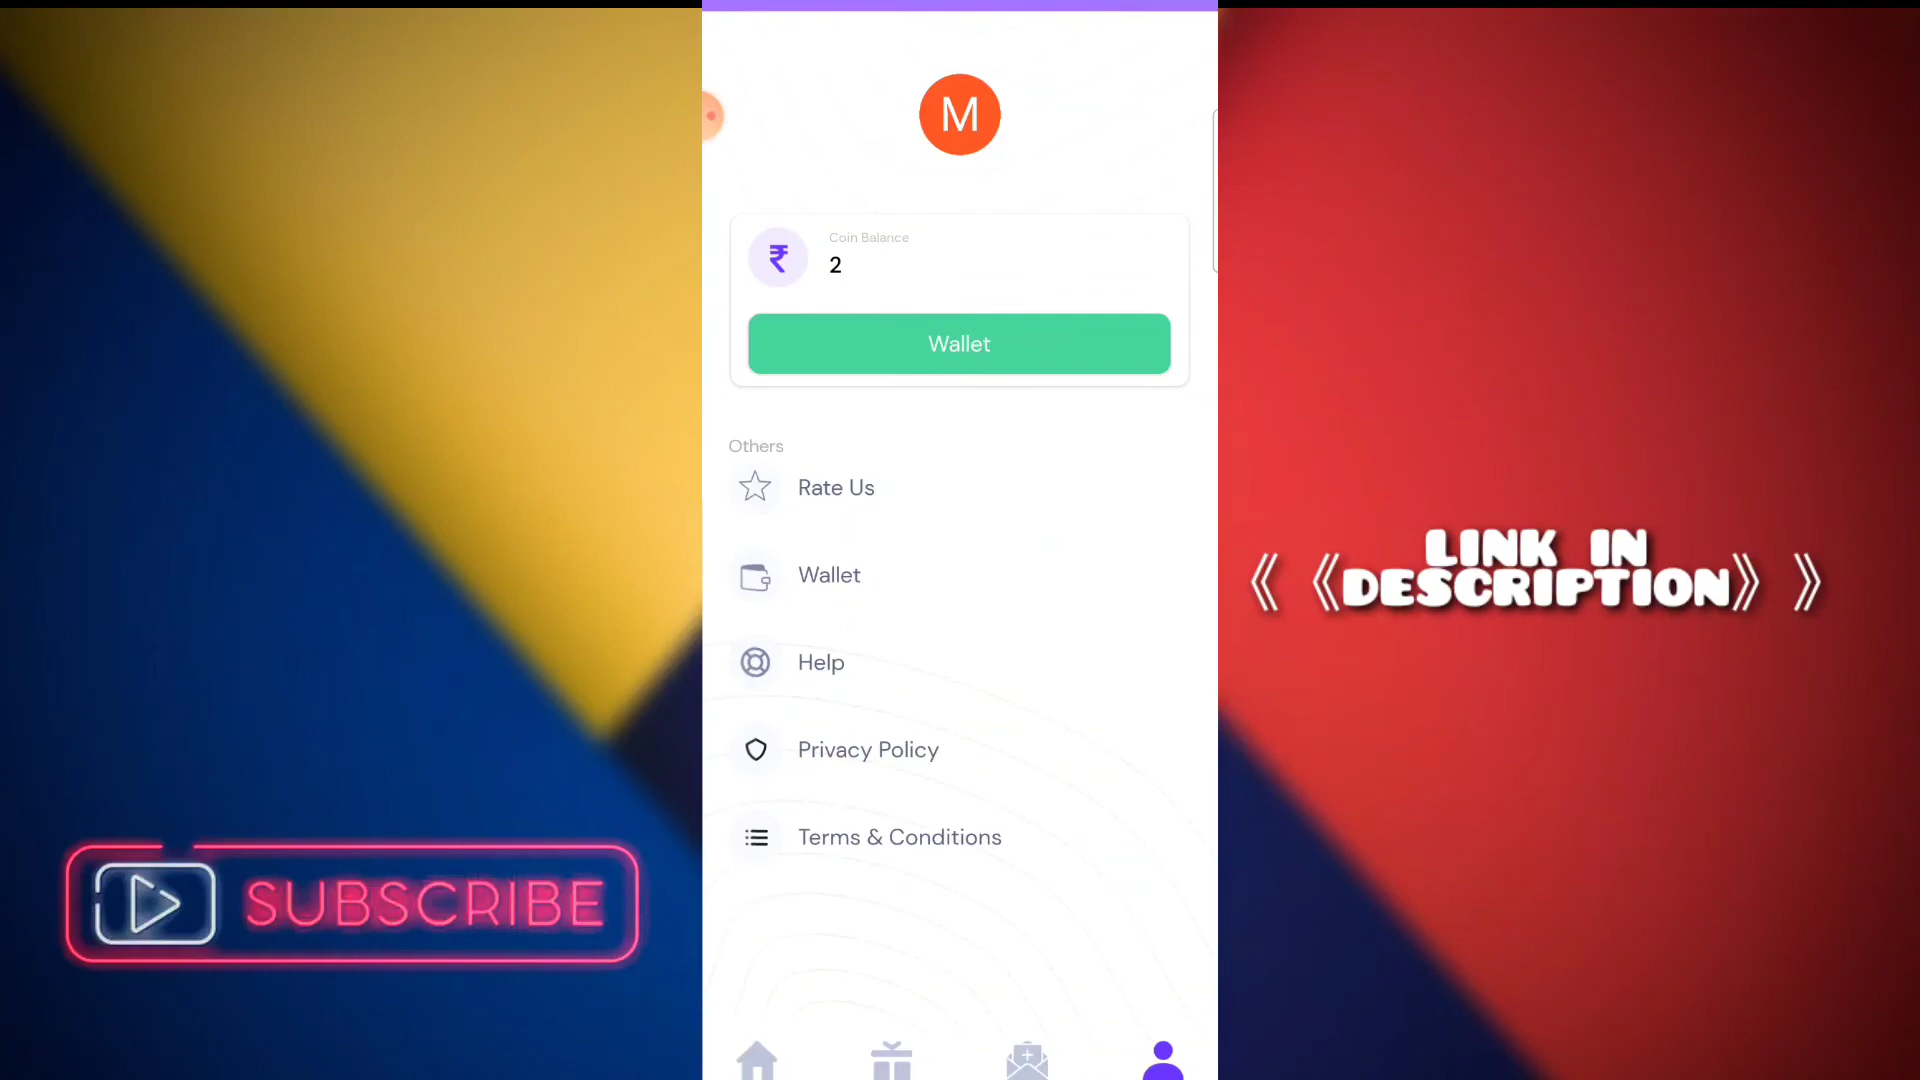 M
Coin Balance
₹
2
Wallet
Others
Rate Us
Wallet
Help
Privacy Policy
Terms & Conditions
SUBSCRIBE
《 《LINK IN
DESCRIPTION》 》